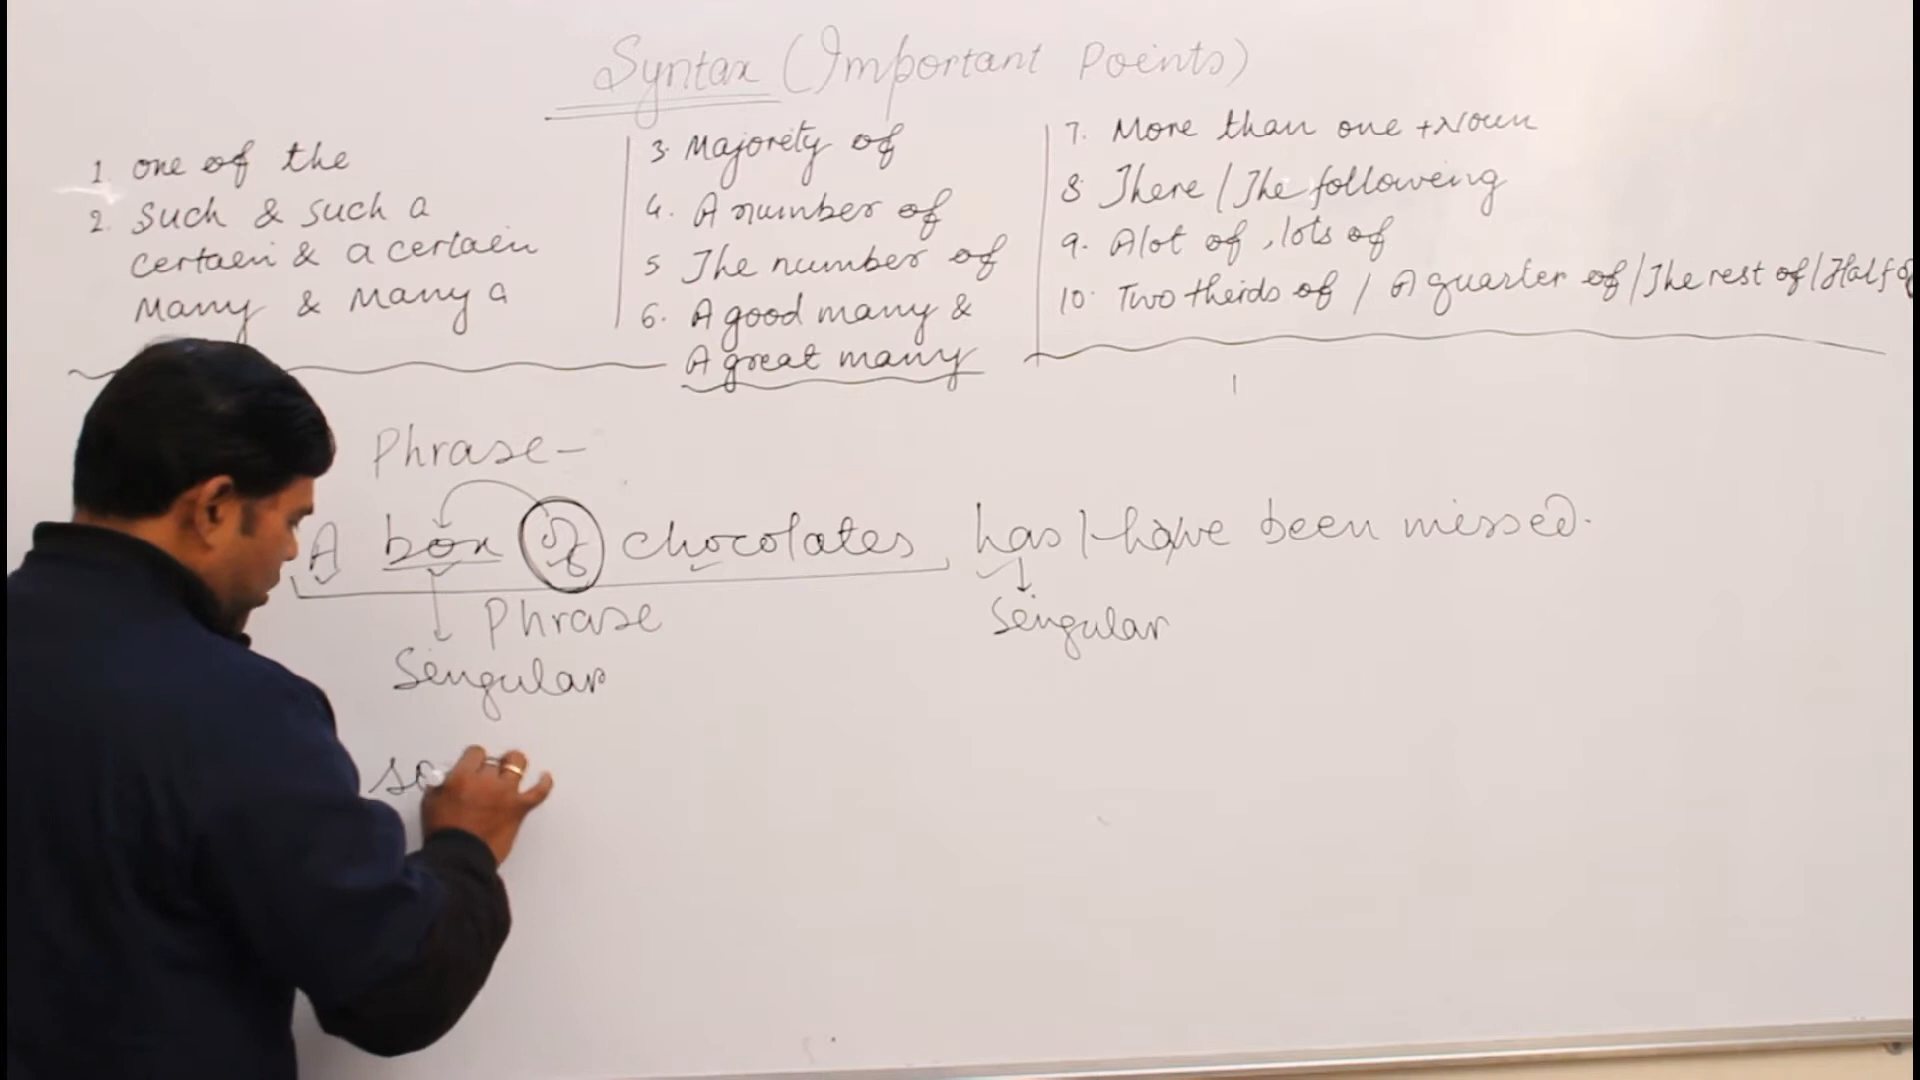 Syntax (Important Points)
1. one of the
2. Such & such a
certain & a certain
Many & Many a
3. Majority of
4. A number of
5 The number of
6. A good many &
A great many
7. More than one + Noun
8 There / The following
9. A lot of, lots of
10. Two thirds of / A quarter of / The rest of / Half of
Phrase -
A box of chocolates has / have been missed.
Phrase
Singular
Singular
so